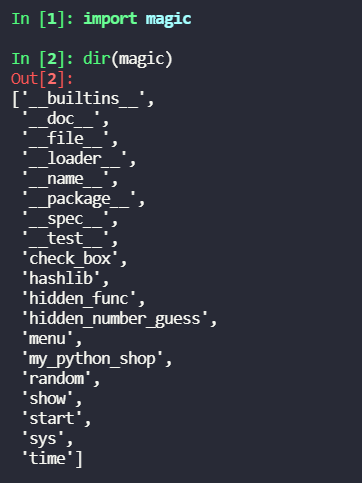 In [1]: import magic
In [2]: dir(magic)
Out[2]:
['__builtins__',
'__doc__',
'__file__',
'__loader__',
'__name__',
'__package__',
'__spec__',
'__test__',
'check_box',
'hashlib',
'hidden_func',
'hidden_number_guess',
'menu',
'my_python_shop',
'random',
'show',
'start',
'sys',
'time']